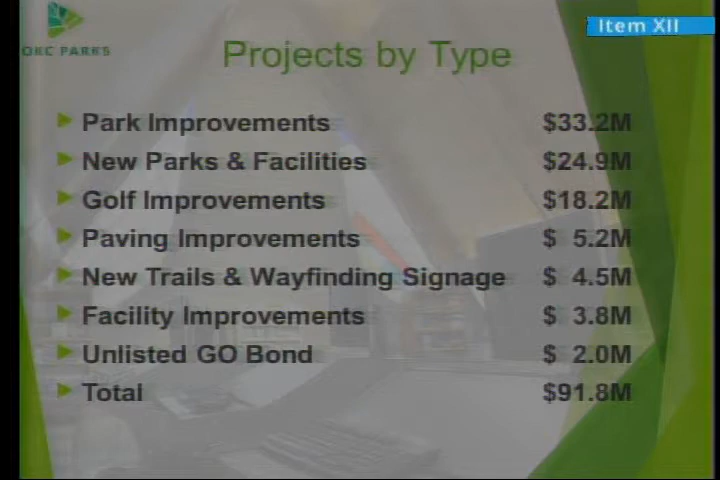 Item XII
OKC PARKS
Projects by Type
Park Improvements $33.2M
New Parks & Facilities $24.9M
Golf Improvements $18.2M
Paving Improvements $ 5.2M
New Trails & Wayfinding Signage $ 4.5M
Facility Improvements $ 3.8M
Unlisted GO Bond $ 2.0M
Total $91.8M